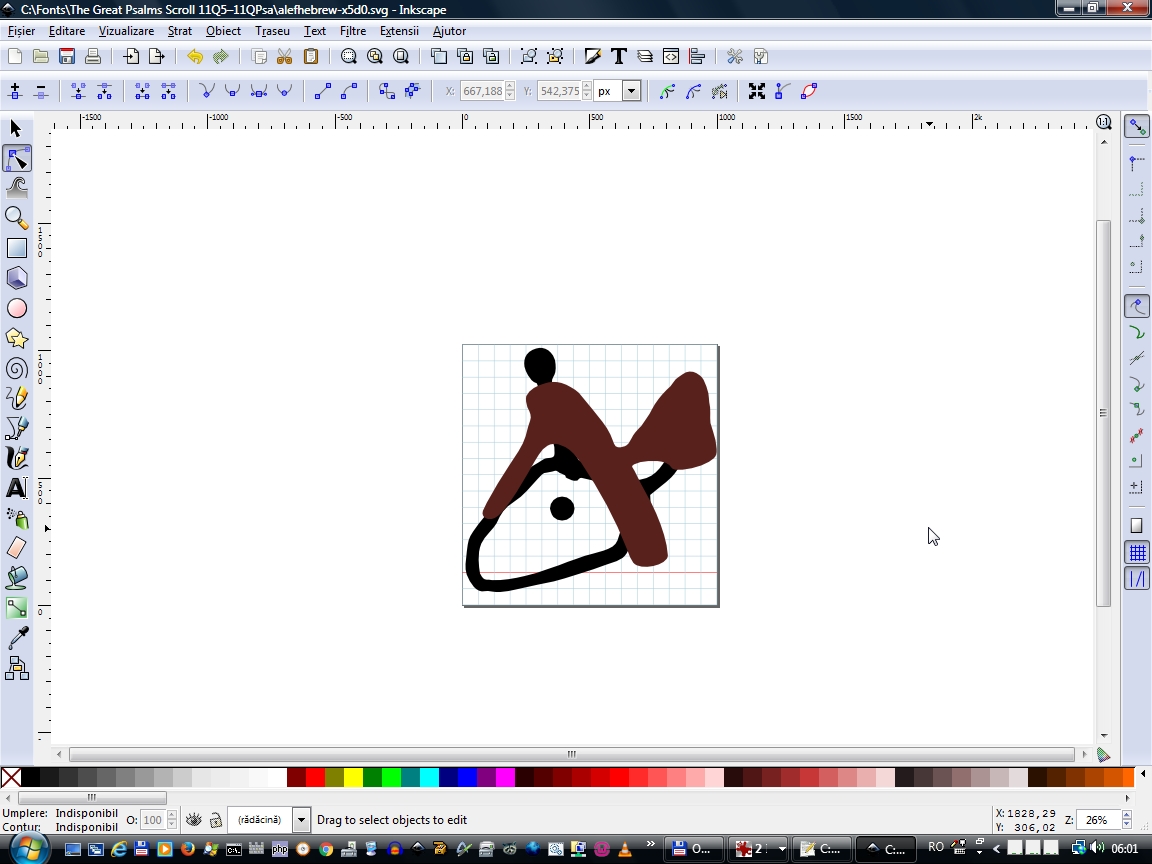 C:\Fonts\The Great Psalms Scroll 11Q5–11QPsa\alefhebrew-x5d0.svg - Inkscape
Fișier Editare Vizualizare Strat Obiect Traseu Text Filtre Extensii Ajutor
X: 667,188 Y: 542,375 px
-1500 -1000 -500 0 500 1000 1500 2k
1:1
1500
1000
500
0
Umplere: Indisponibil O: 100 (rădăcină) Drag to select objects to edit X: 1828,29 Z: 26%
Contur: Indisponibil Y: 306,02
php O... 2 C:... C:... RO 06:01